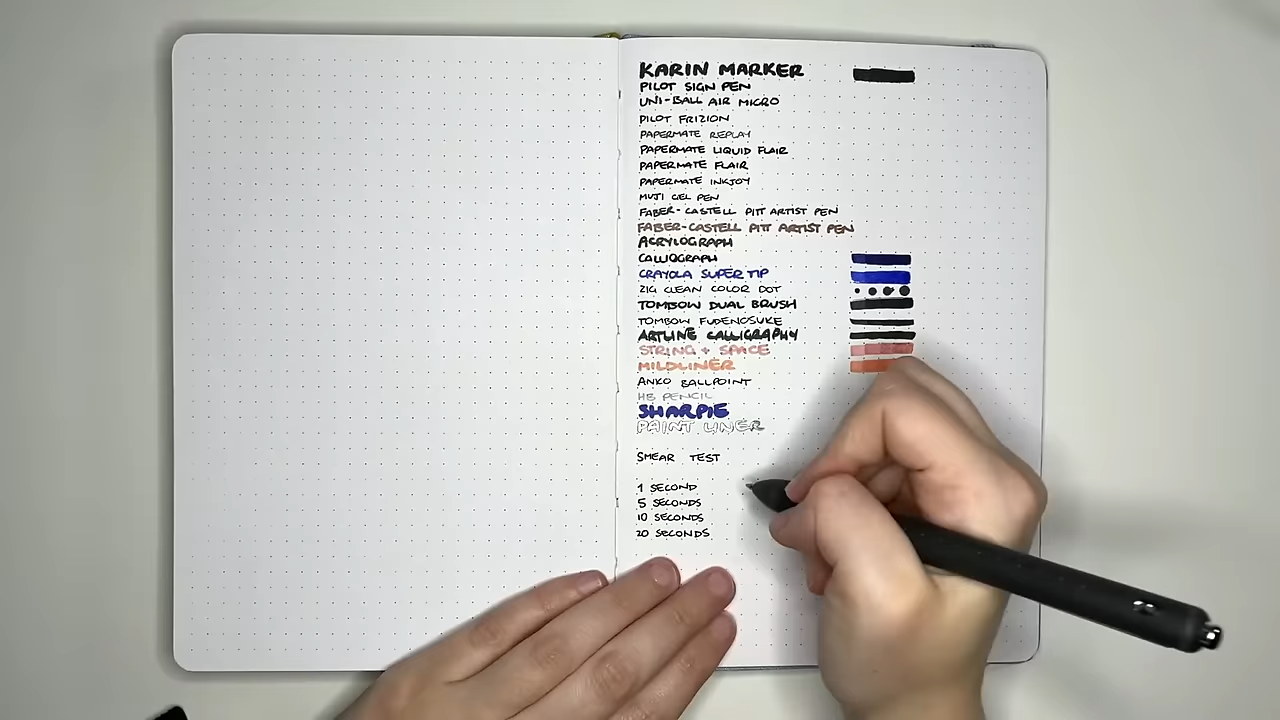 KARIN MARKER
PILOT SIGN PEN
UNI-BALL AIR MICRO
PILOT FRIXION
PAPERMATE REPLAY
PAPERMATE LIQUID FLAIR
PAPERMATE FLAIR
PAPERMATE INKJOY
MUJI GEL PEN
FABER-CASTELL PITT ARTIST PEN
FABER-CASTELL PITT ARTIST PEN
ACRYLOGRAPH
CALLIOGRAPH
CRAYOLA SUPER TIP
ZIG CLEAN COLOR DOT
TOMBOW DUAL BRUSH
TOMBOW FUDENOSUKE
ARTLINE CALLIGRAPHY
STRING + SPACE
MILDLINER
ANKO BALLPOINT
HB PENCIL
SHARPIE
PAINT LINER
SMEAR TEST
1 SECOND
5 SECONDS
10 SECONDS
20 SECONDS